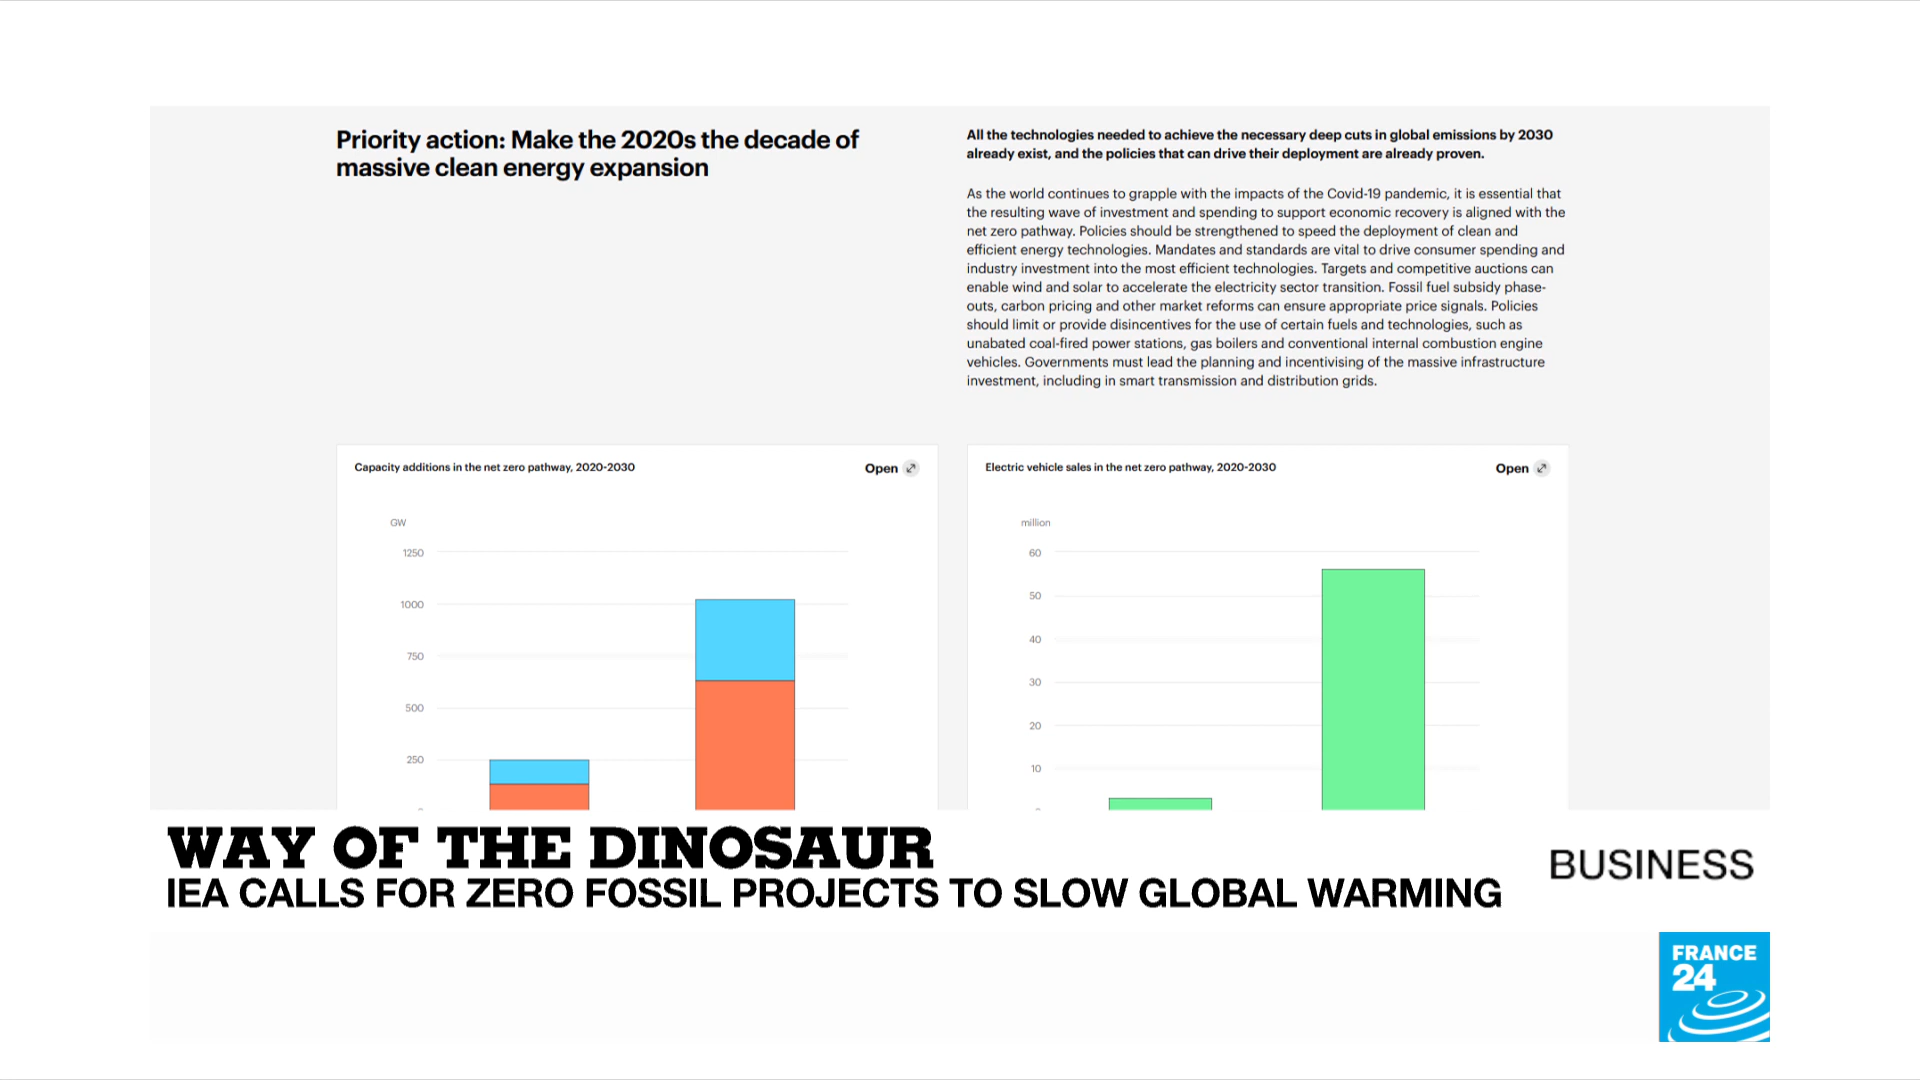 Priority action: Make the 2020s the decade of
massive clean energy expansion
All the technologies needed to achieve the necessary deep cuts in global emissions by 2030
already exist, and the policies that can drive their deployment are already proven.
As the world continues to grapple with the impacts of the Covid-19 pandemic, it is essential that
the resulting wave of investment and spending to support economic recovery is aligned with the
net zero pathway. Policies should be strengthened to speed the deployment of clean and
efficient energy technologies. Mandates and standards are vital to drive consumer spending and
industry investment into the most efficient technologies. Targets and competitive auctions can
enable wind and solar to accelerate the electricity sector transition. Fossil fuel subsidy phase-
outs, carbon pricing and other market reforms can ensure appropriate price signals. Policies
should limit or provide disincentives for the use of certain fuels and technologies, such as
unabated coal-fired power stations, gas boilers and conventional internal combustion engine
vehicles. Governments must lead the planning and incentivising of the massive infrastructure
investment, including in smart transmission and distribution grids.
Capacity additions in the net zero pathway, 2020-2030
Open
GW
1250
1000
750
500
250
Electric vehicle sales in the net zero pathway, 2020-2030
Open
million
60
50
40
30
20
10
WAY OF THE DINOSAUR
IEA CALLS FOR ZERO FOSSIL PROJECTS TO SLOW GLOBAL WARMING
BUSINESS
FRANCE
24